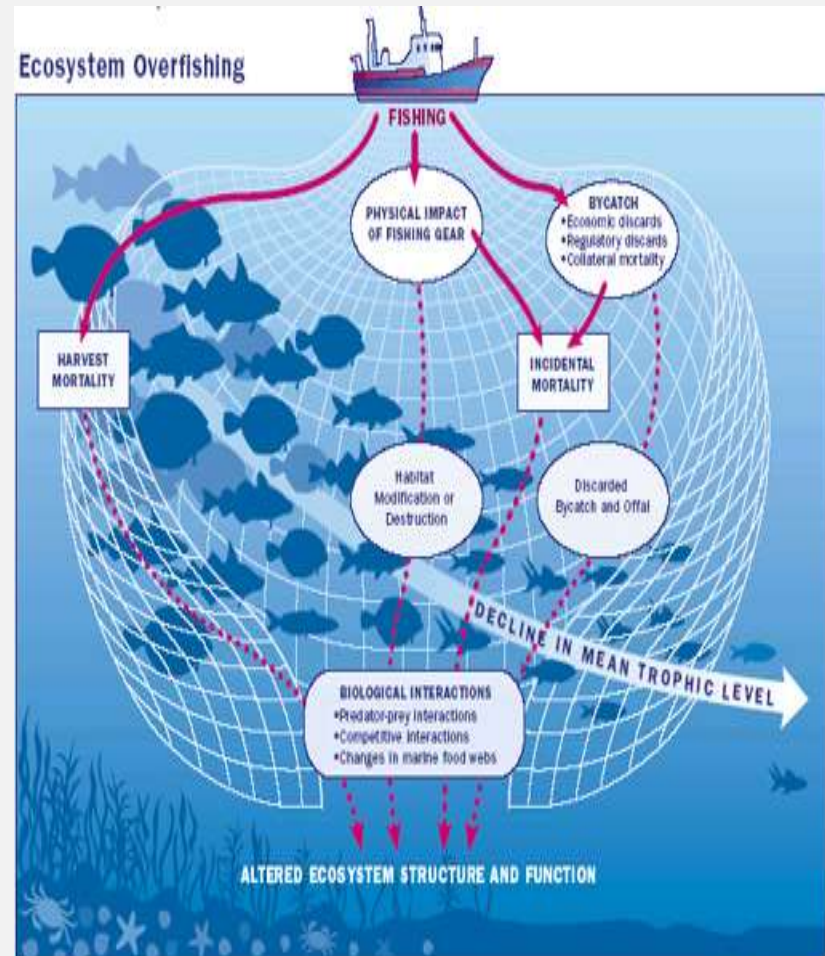 Ecosystem Overfishing
FISHING
PHYSICAL IMPACT
OF FISHING GEAR
BYCATCH
•Economic discards
•Regulatory discards
•Collateral mortality
HARVEST
MORTALITY
INCIDENTAL
MORTALITY
Habitat
Modification or
Destruction
Discarded
Bycatch and Offal
DECLINE IN MEAN TROPHIC LEVEL
BIOLOGICAL INTERACTIONS
•Predator-prey interactions
•Competitive interactions
•Changes in marine food webs
ALTERED ECOSYSTEM STRUCTURE AND FUNCTION